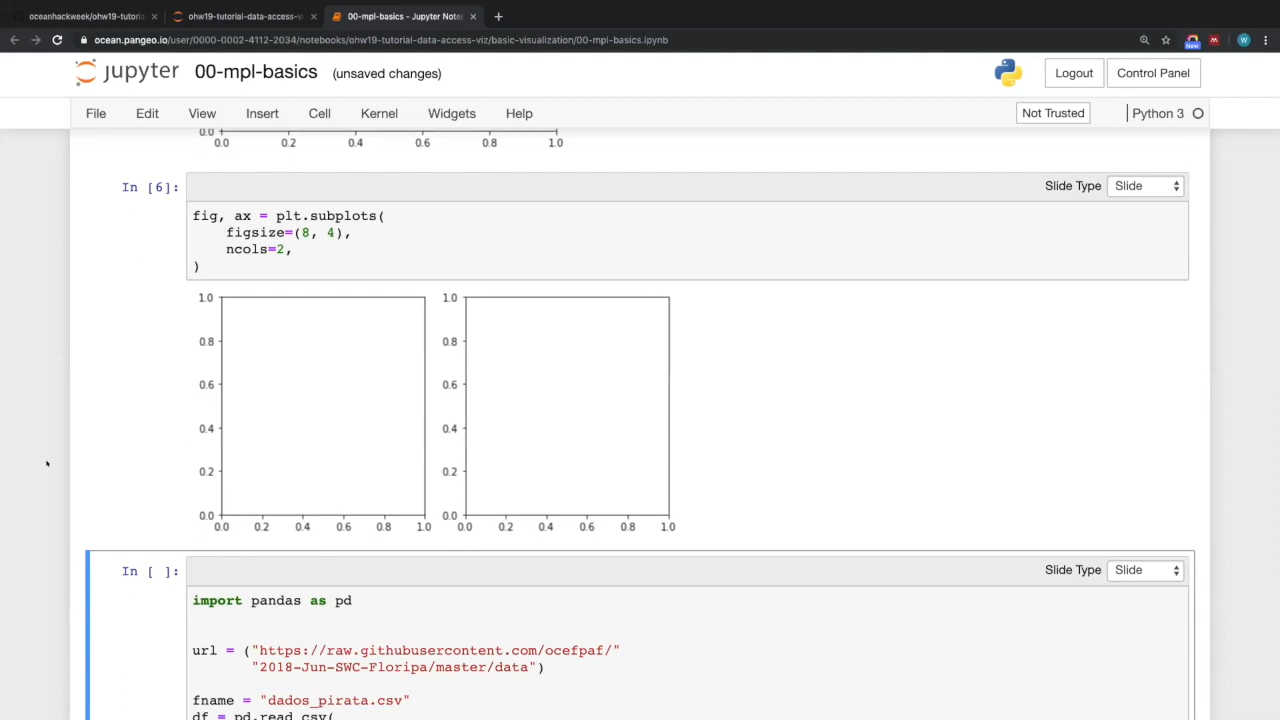 oceanhackweek/ohw19-tutoria
ohw19-tutorial-data-access-vi
00-mpl-basics - Jupyter Note
ocean.pangeo.io/user/0000-0002-4112-2034/notebooks/ohw19-tutorial-data-access-viz/basic-visualization/00-mpl-basics.ipynb
New
W
jupyter 00-mpl-basics (unsaved changes)
Logout
Control Panel
File Edit View Insert Cell Kernel Widgets Help
Not Trusted
Python 3
0.0
0.0 0.2 0.4 0.6 0.8 1.0
In [6]:
Slide Type Slide
fig, ax = plt.subplots(
figsize=(8, 4),
ncols=2,
)
1.0 1.0
0.8 0.8
0.6 0.6
0.4 0.4
0.2 0.2
0.0 0.0
0.0 0.2 0.4 0.6 0.8 1.0 0.0 0.2 0.4 0.6 0.8 1.0
In [ ]:
Slide Type Slide
import pandas as pd
url = ("https://raw.githubusercontent.com/ocefpaf/"
"2018-Jun-SWC-Floripa/master/data")
fname = "dados_pirata.csv"
df = pd.read_csv(